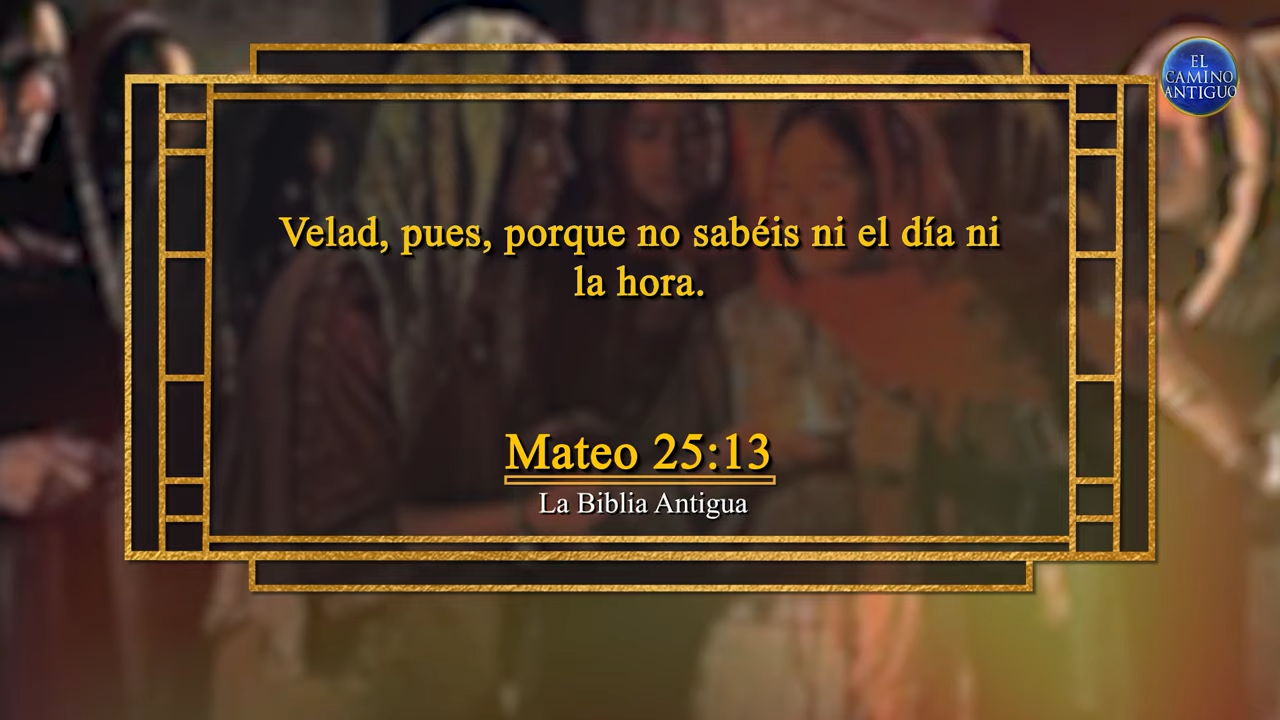 EL
CAMINO
ANTIGUO
Velad, pues, porque no sabéis ni el día ni
la hora.
Mateo 25:13
La Biblia Antigua